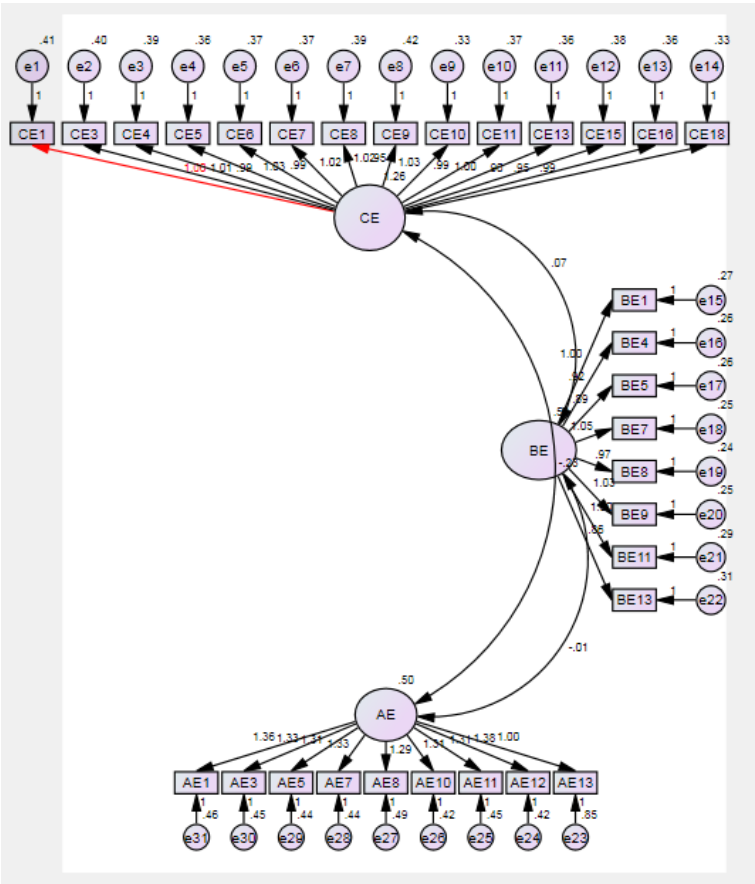 .41 .40 .39 .36 .37 .37 .39 .42 .33 .37 .36 .38 .36 .33
e1 e2 e3 e4 e5 e6 e7 e8 e9 e10 e11 e12 e13 e14
1 1 1 1 1 1 1 1 1 1 1 1 1 1
CE1 CE3 CE4 CE5 CE6 CE7 CE8 CE9 CE10 CE11 CE13 CE15 CE16 CE18
1.00 1.01 .99 1.03 .99 1.02 1.02 .95 1.03 .99 1.00 .90 .95 .99
1.26
CE
.07
.27
BE1 1 e15
.26
BE4 1 e16
.26
BE5 1 e17
.25
BE7 1 e18
.24
BE8 1 e19
.25
BE9 1 e20
.29
BE11 1 e21
.31
BE13 1 e22
1.00
.92
.89
1.05
.97
1.03
.86
BE
-.23
-.01
.50
AE
1.36 1.33 1.31 1.33 1.29 1.31 1.31 1.38 1.00
AE1 AE3 AE5 AE7 AE8 AE10 AE11 AE12 AE13
1 1 1 1 1 1 1 1 1
.46 .45 .44 .44 .49 .42 .45 .42 .85
e31 e30 e29 e28 e27 e26 e25 e24 e23